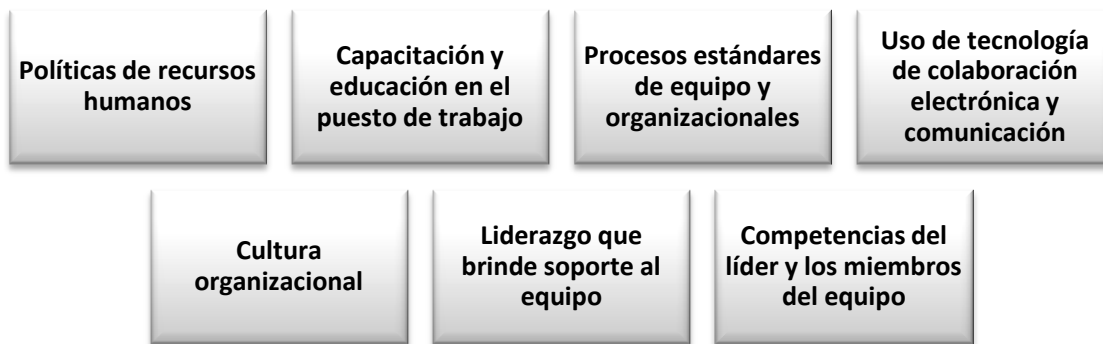 Políticas de recursos
humanos
Capacitación y
educación en el
puesto de trabajo
Procesos estándares
de equipo y
organizacionales
Uso de tecnología
de colaboración
electrónica y
comunicación
Cultura
organizacional
Liderazgo que
brinde soporte al
equipo
Competencias del
líder y los miembros
del equipo